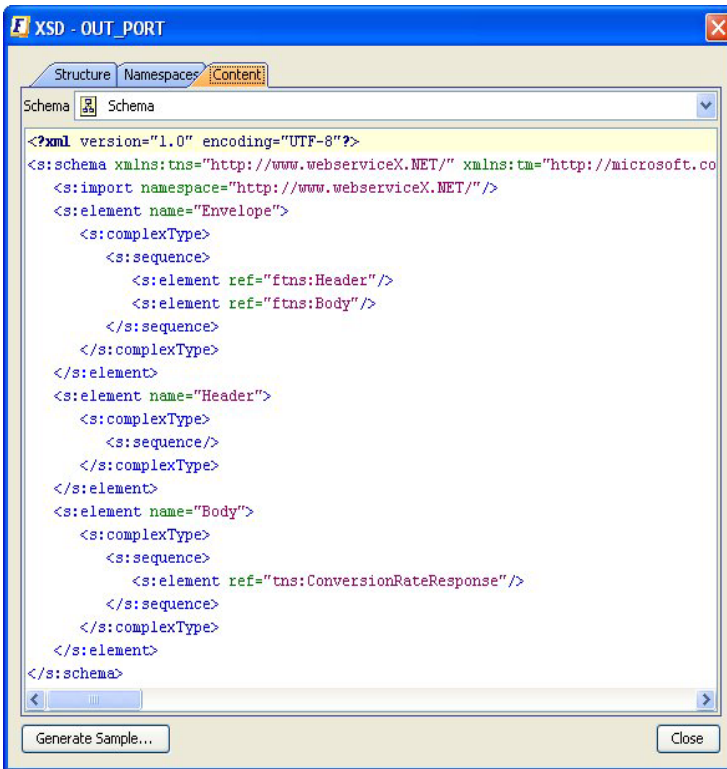 XSD - OUT_PORT
Structure Namespaces Content
Schema Schema
<?xml version="1.0" encoding="UTF-8"?>
<s:schema xmlns:tns="http://www.webserviceX.NET/" xmlns:tm="http://microsoft.co
<s:import namespace="http://www.webserviceX.NET/"/>
<s:element name="Envelope">
<s:complexType>
<s:sequence>
<s:element ref="ftns:Header"/>
<s:element ref="ftns:Body"/>
</s:sequence>
</s:complexType>
</s:element>
<s:element name="Header">
<s:complexType>
<s:sequence/>
</s:complexType>
</s:element>
<s:element name="Body">
<s:complexType>
<s:sequence>
<s:element ref="tns:ConversionRateResponse"/>
</s:sequence>
</s:complexType>
</s:element>
</s:schema>
Generate Sample... Close